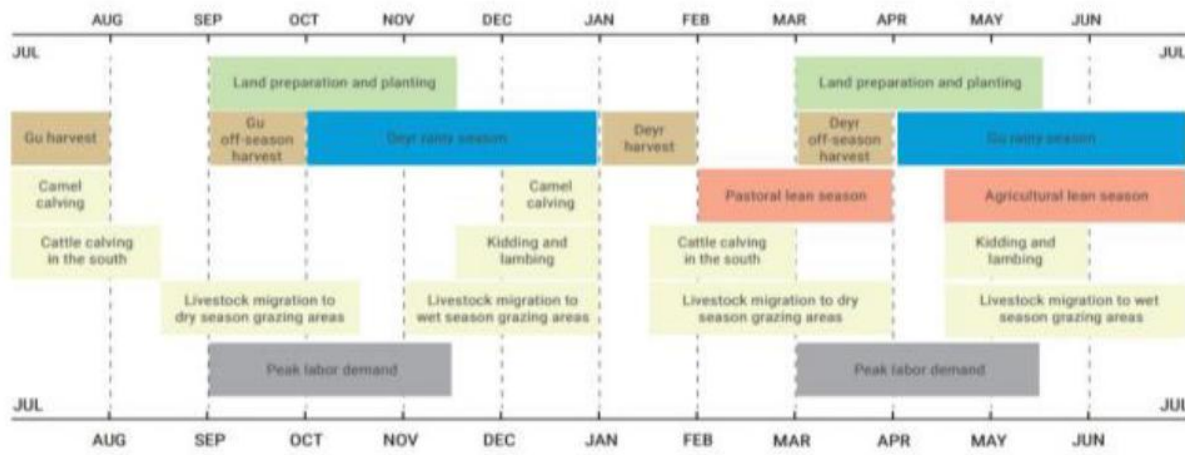 AUG SEP OCT NOV DEC JAN FEB MAR APR MAY JUN
JUL JUL
Land preparation and planting Land preparation and planting
Gu harvest
Gu
off-season
harvest
Deyr rainy season
Deyr
harvest
Deyr
off-season
harvest
Gu rainy season
Camel
calving
Camel
calving
Pastoral lean season
Agricultural lean season
Cattle calving
in the south
Kidding and
lambing
Cattle calving
in the south
Kidding and
lambing
Livestock migration to
dry season grazing areas
Livestock migration to
wet season grazing areas
Livestock migration to dry
season grazing areas
Livestock migration to wet
season grazing areas
Peak labor demand Peak labor demand
JUL JUL
AUG SEP OCT NOV DEC JAN FEB MAR APR MAY JUN